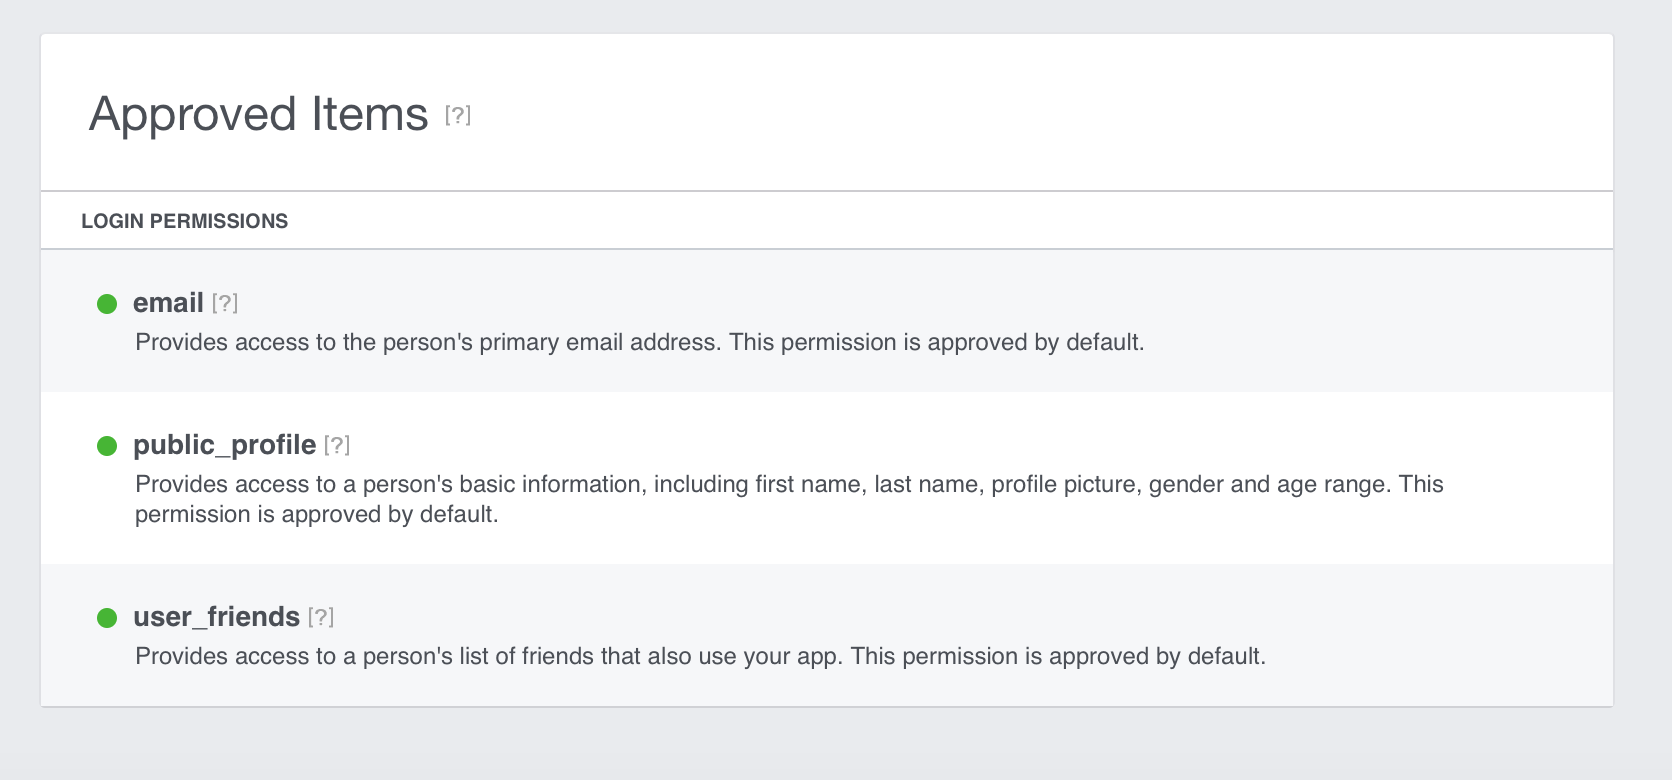 Approved Items [?]
LOGIN PERMISSIONS
email [?]
Provides access to the person's primary email address. This permission is approved by default.
public_profile [?]
Provides access to a person's basic information, including first name, last name, profile picture, gender and age range. This
permission is approved by default.
user_friends [?]
Provides access to a person's list of friends that also use your app. This permission is approved by default.